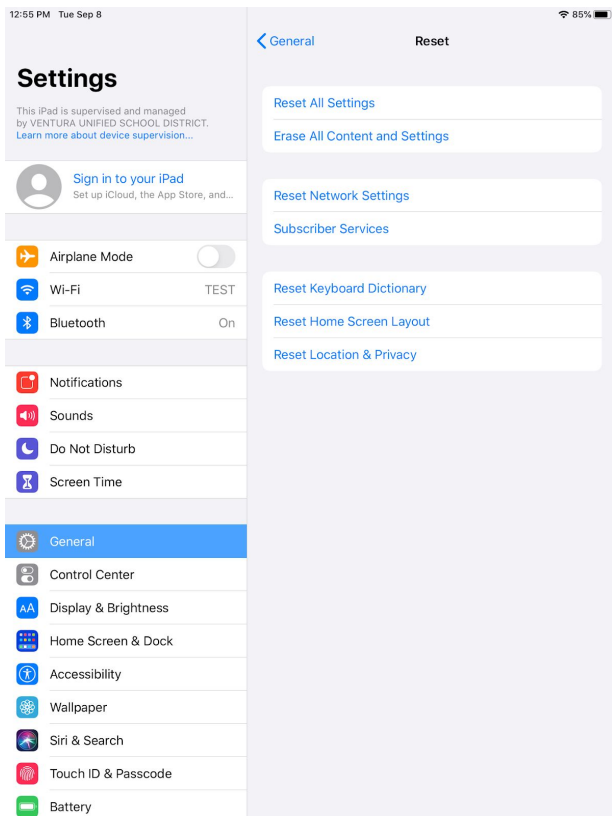 12:55 PM Tue Sep 8
85%
Settings
This iPad is supervised and managed
by VENTURA UNIFIED SCHOOL DISTRICT.
Learn more about device supervision...
Sign in to your iPad
Set up iCloud, the App Store, and...
Airplane Mode
Wi-Fi TEST
Bluetooth On
Notifications
Sounds
Do Not Disturb
Screen Time
General
Control Center
AA Display & Brightness
Home Screen & Dock
Accessibility
Wallpaper
Siri & Search
Touch ID & Passcode
Battery
General
Reset
Reset All Settings
Erase All Content and Settings
Reset Network Settings
Subscriber Services
Reset Keyboard Dictionary
Reset Home Screen Layout
Reset Location & Privacy